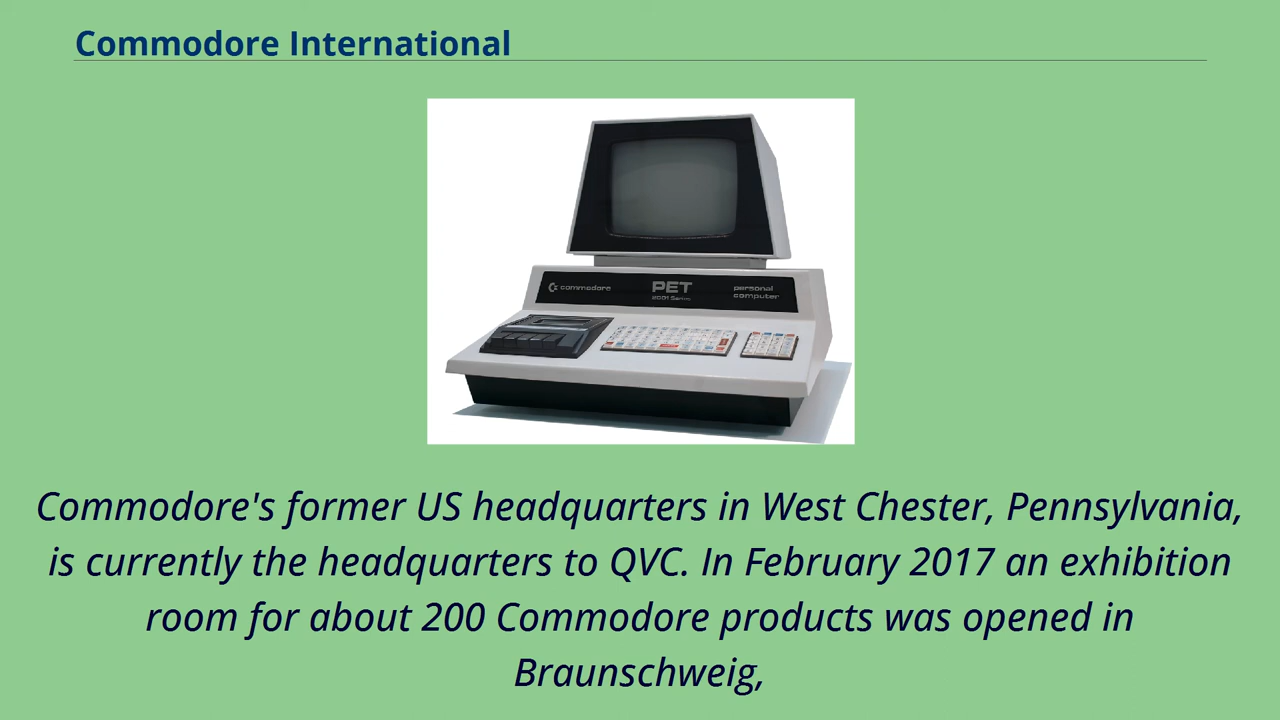 Commodore International
commodore
PET
2001 Series
personal
computer
Commodore's former US headquarters in West Chester, Pennsylvania,
is currently the headquarters to QVC. In February 2017 an exhibition
room for about 200 Commodore products was opened in
Braunschweig,